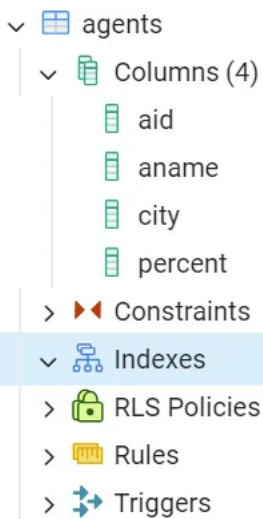 agents
Columns (4)
aid
aname
city
percent
Constraints
Indexes
RLS Policies
Rules
Triggers